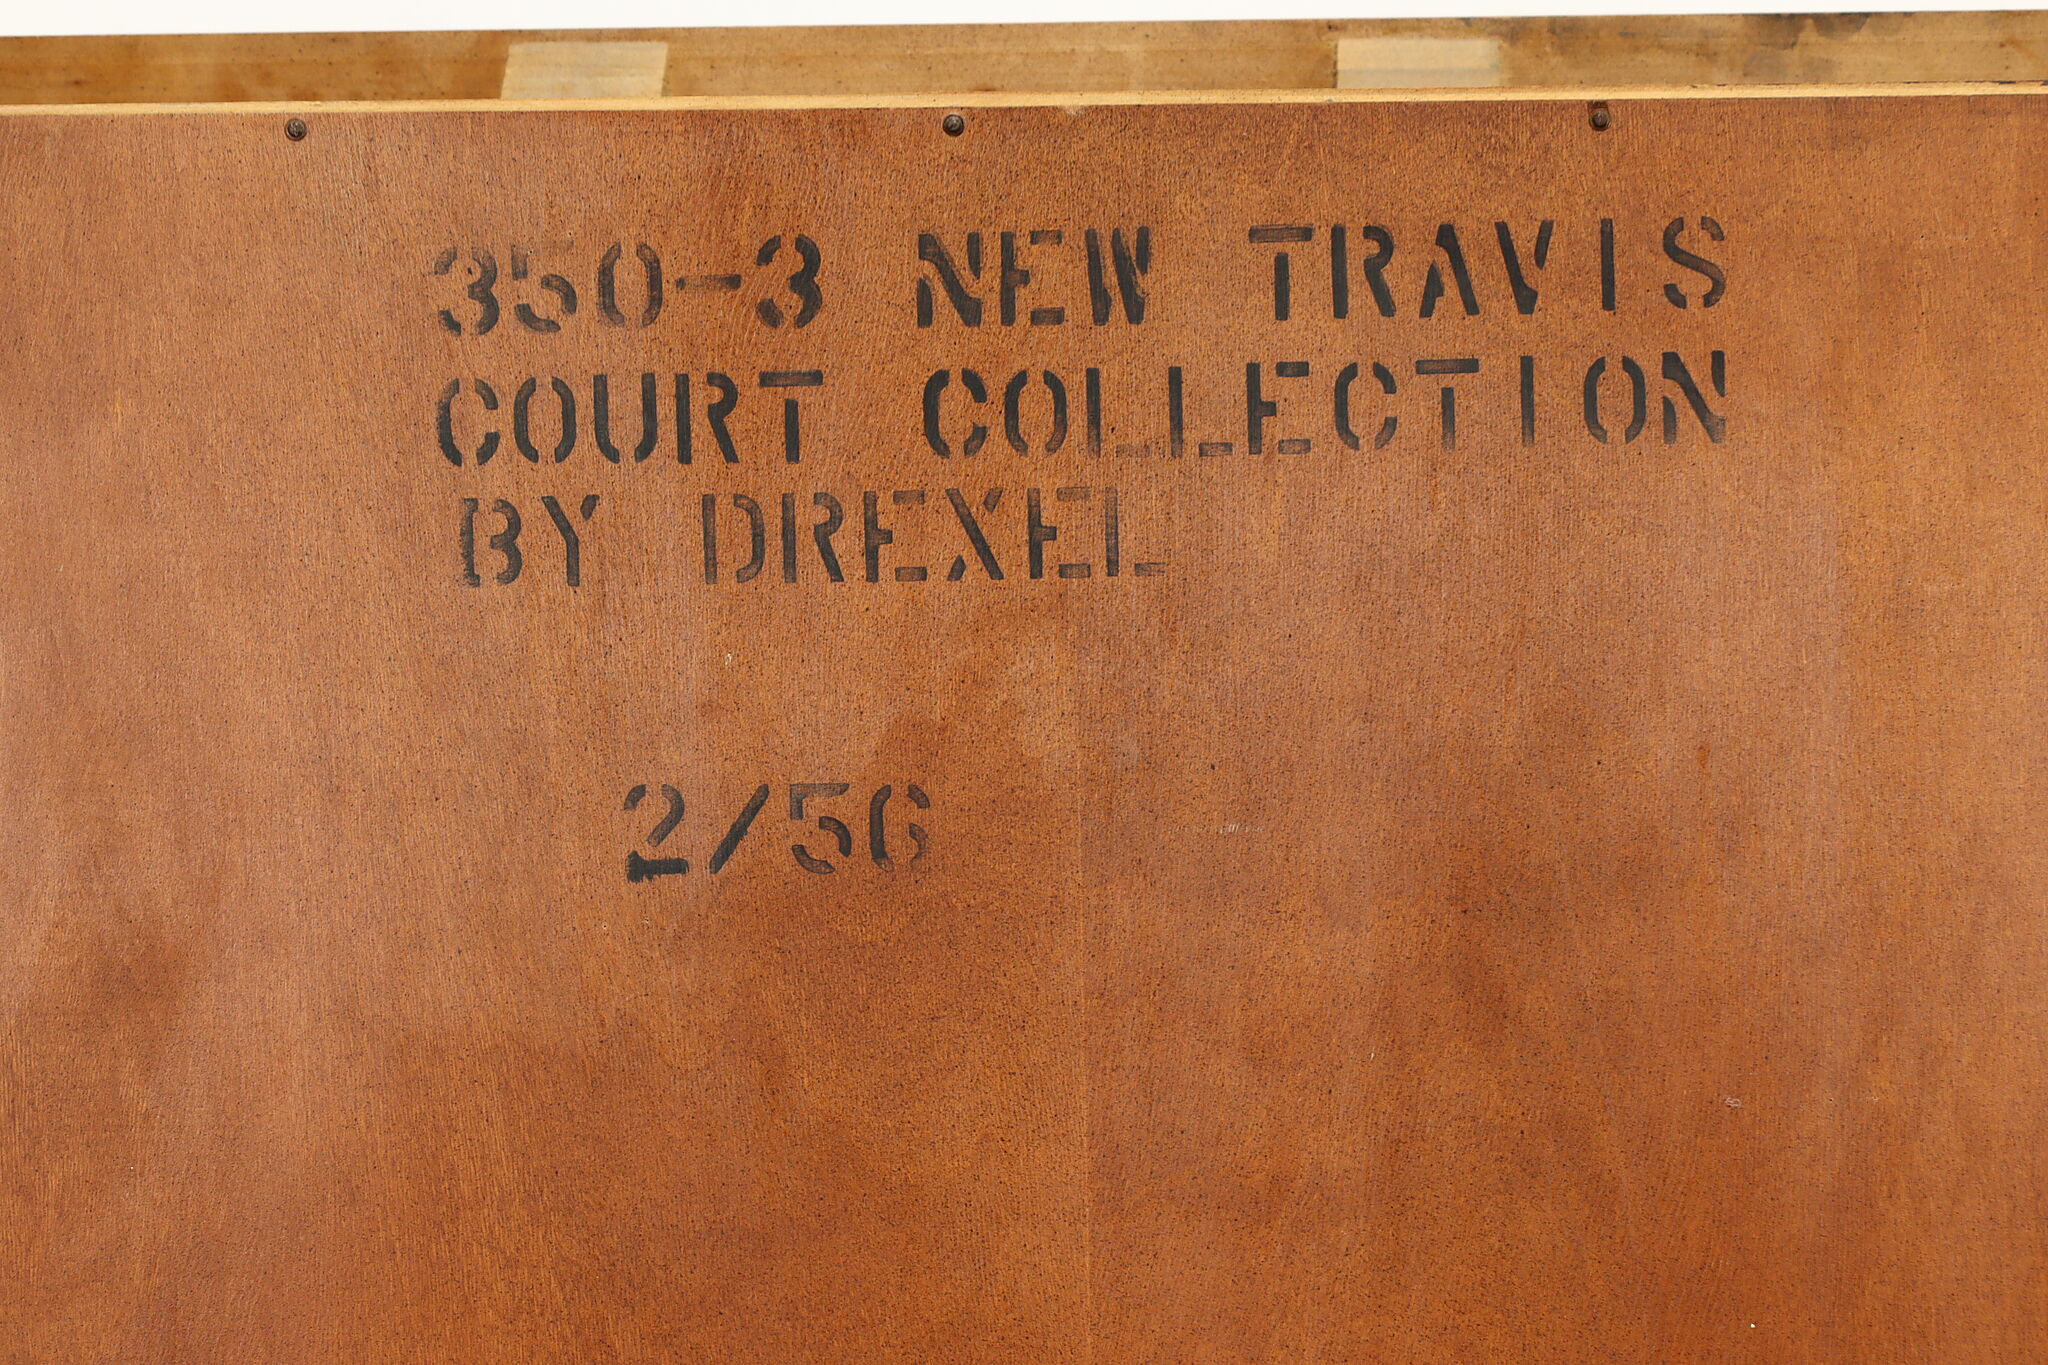 350-3 NEW TRAVIS
COURT COLLECTION
BY DREXEL
2/56